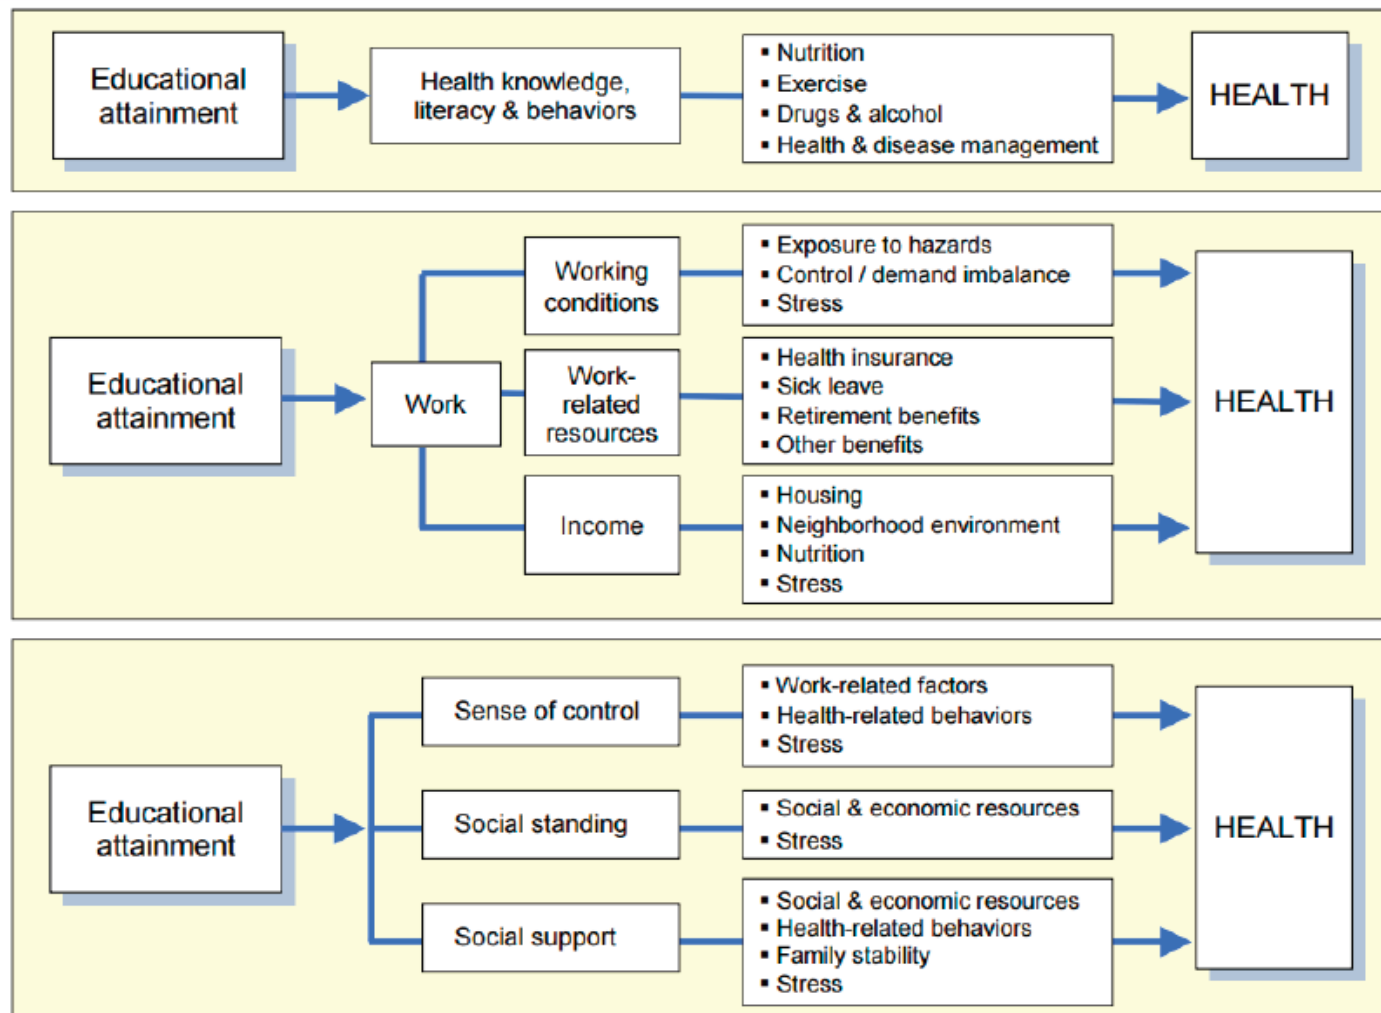 Educational
attainment
Health knowledge,
literacy & behaviors
▪ Nutrition
▪ Exercise
▪ Drugs & alcohol
▪ Health & disease management
HEALTH
Educational
attainment
Work
Working
conditions
▪ Exposure to hazards
▪ Control / demand imbalance
▪ Stress
Work-
related
resources
▪ Health insurance
▪ Sick leave
▪ Retirement benefits
▪ Other benefits
Income
▪ Housing
▪ Neighborhood environment
▪ Nutrition
▪ Stress
HEALTH
Educational
attainment
Sense of control
▪ Work-related factors
▪ Health-related behaviors
▪ Stress
Social standing
▪ Social & economic resources
▪ Stress
Social support
▪ Social & economic resources
▪ Health-related behaviors
▪ Family stability
▪ Stress
HEALTH